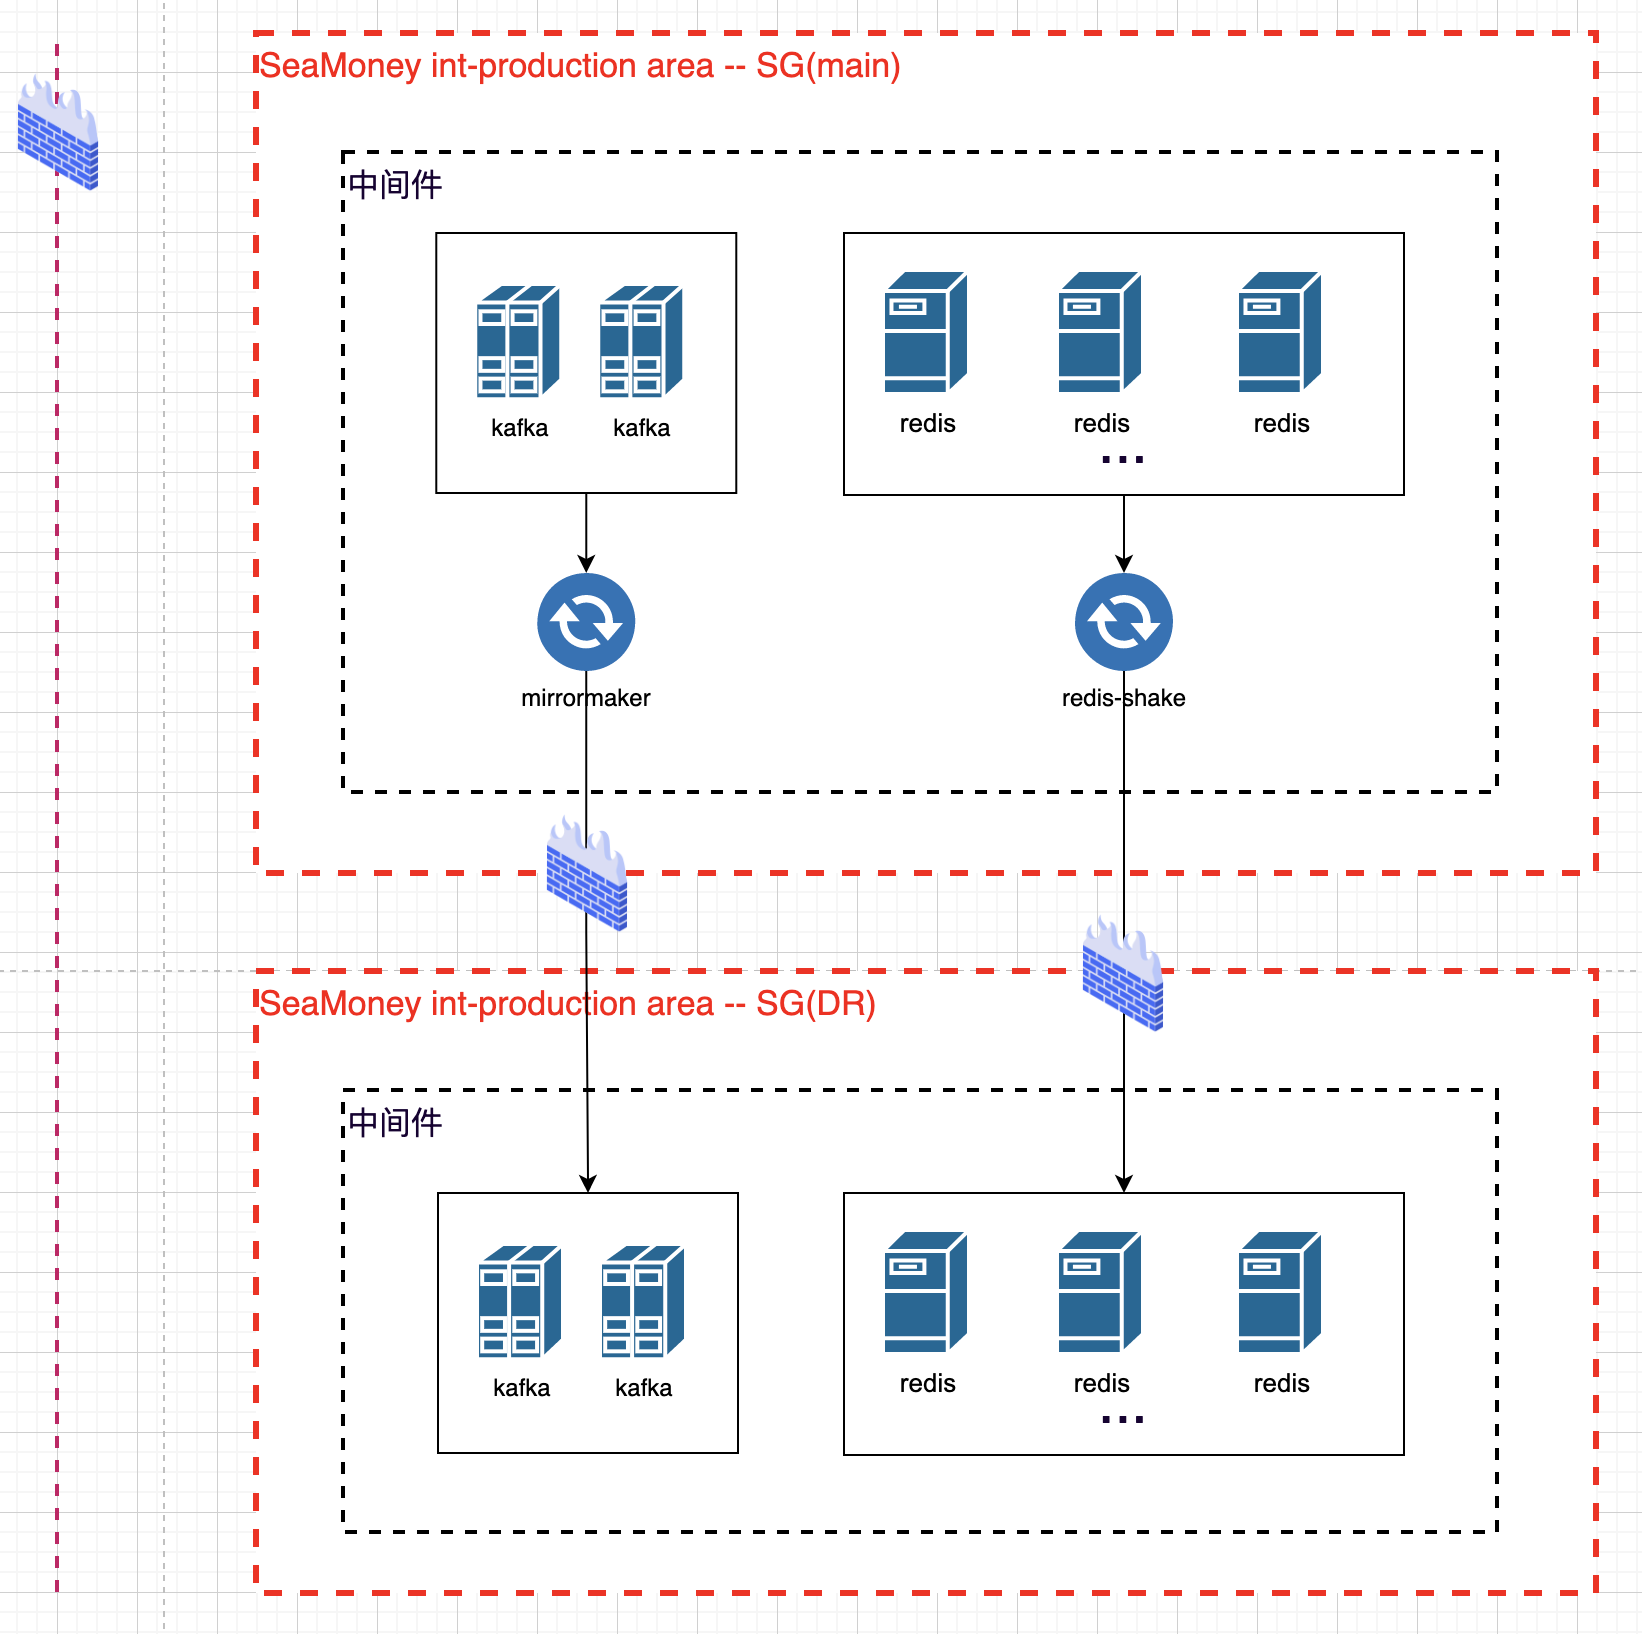 SeaMoney int-production area -- SG(main)
中间件
kafka
kafka
redis
redis
redis
...
mirrormaker
redis-shake
SeaMoney int-production area -- SG(DR)
中间件
kafka
kafka
redis
redis
redis
...